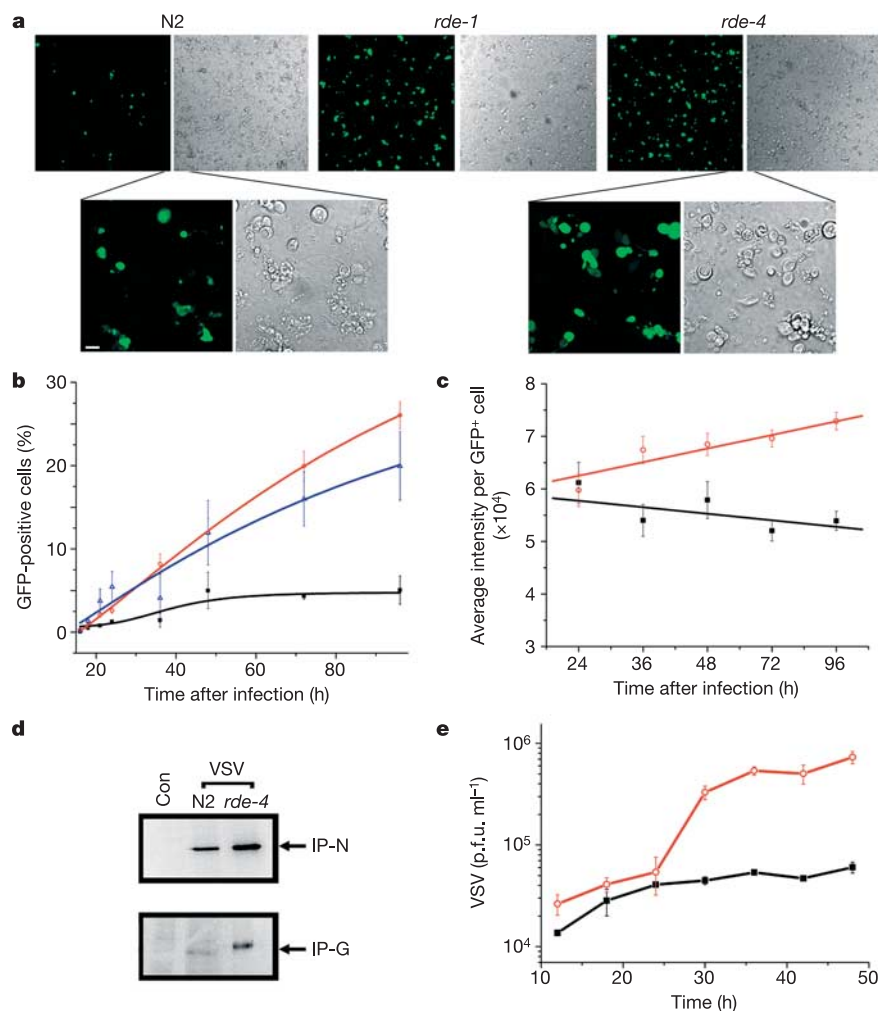 a
N2
rde-1
rde-4
b
GFP-positive cells (%)
30
20
10
0
20 40 60 80
Time after infection (h)
c
Average intensity per GFP⁺ cell
(×10⁴)
8
7
6
5
4
3
24 36 48 72 96
Time after infection (h)
d
VSV
Con
N2 rde-4
IP-N
IP-G
e
VSV (p.f.u. ml⁻¹)
10⁶
10⁵
10⁴
10 20 30 40 50
Time (h)